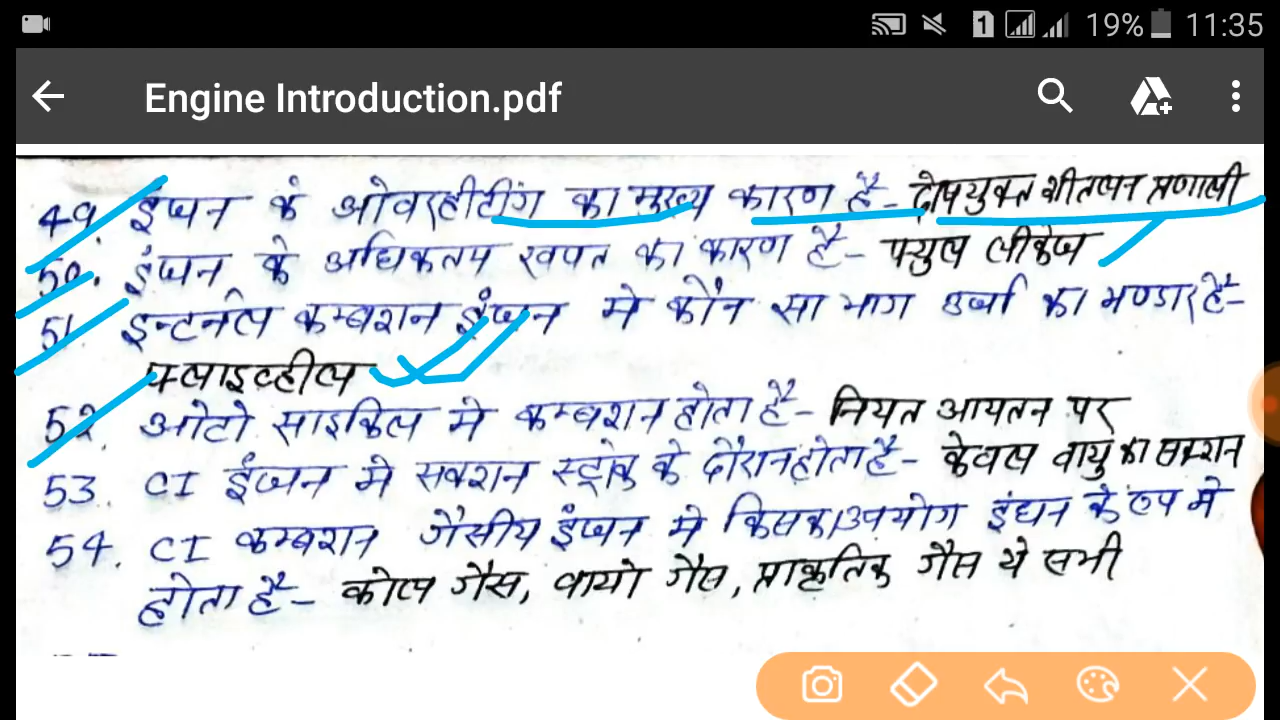 1 19% 11:35
Engine Introduction.pdf
49. इंजन के ओवरहीटींग का मुख्य कारण है- दोषयुक्त शीतलन प्रणाली
50. इंजन के अधिकतम खपत का कारण है- फ्युल लीकेज
51. इन्टर्नल कम्बशन इंजन मे कौन सा भाग उर्जा का भण्डार है-
फ्लाइव्हील
52. ओटो साइकिल मे कम्बशन होता है- नियत आयतन पर
53. CI इंजन मे सक्शन स्ट्रोक के दौरान होता है- केवल वायु का सक्शन
54. CI कम्बशन गैसीय इंजन मे किसका उपयोग इंधन के रुप मे
होता है- कोल गैस, वायो गैस, प्राकृतिक गैस ये सभी